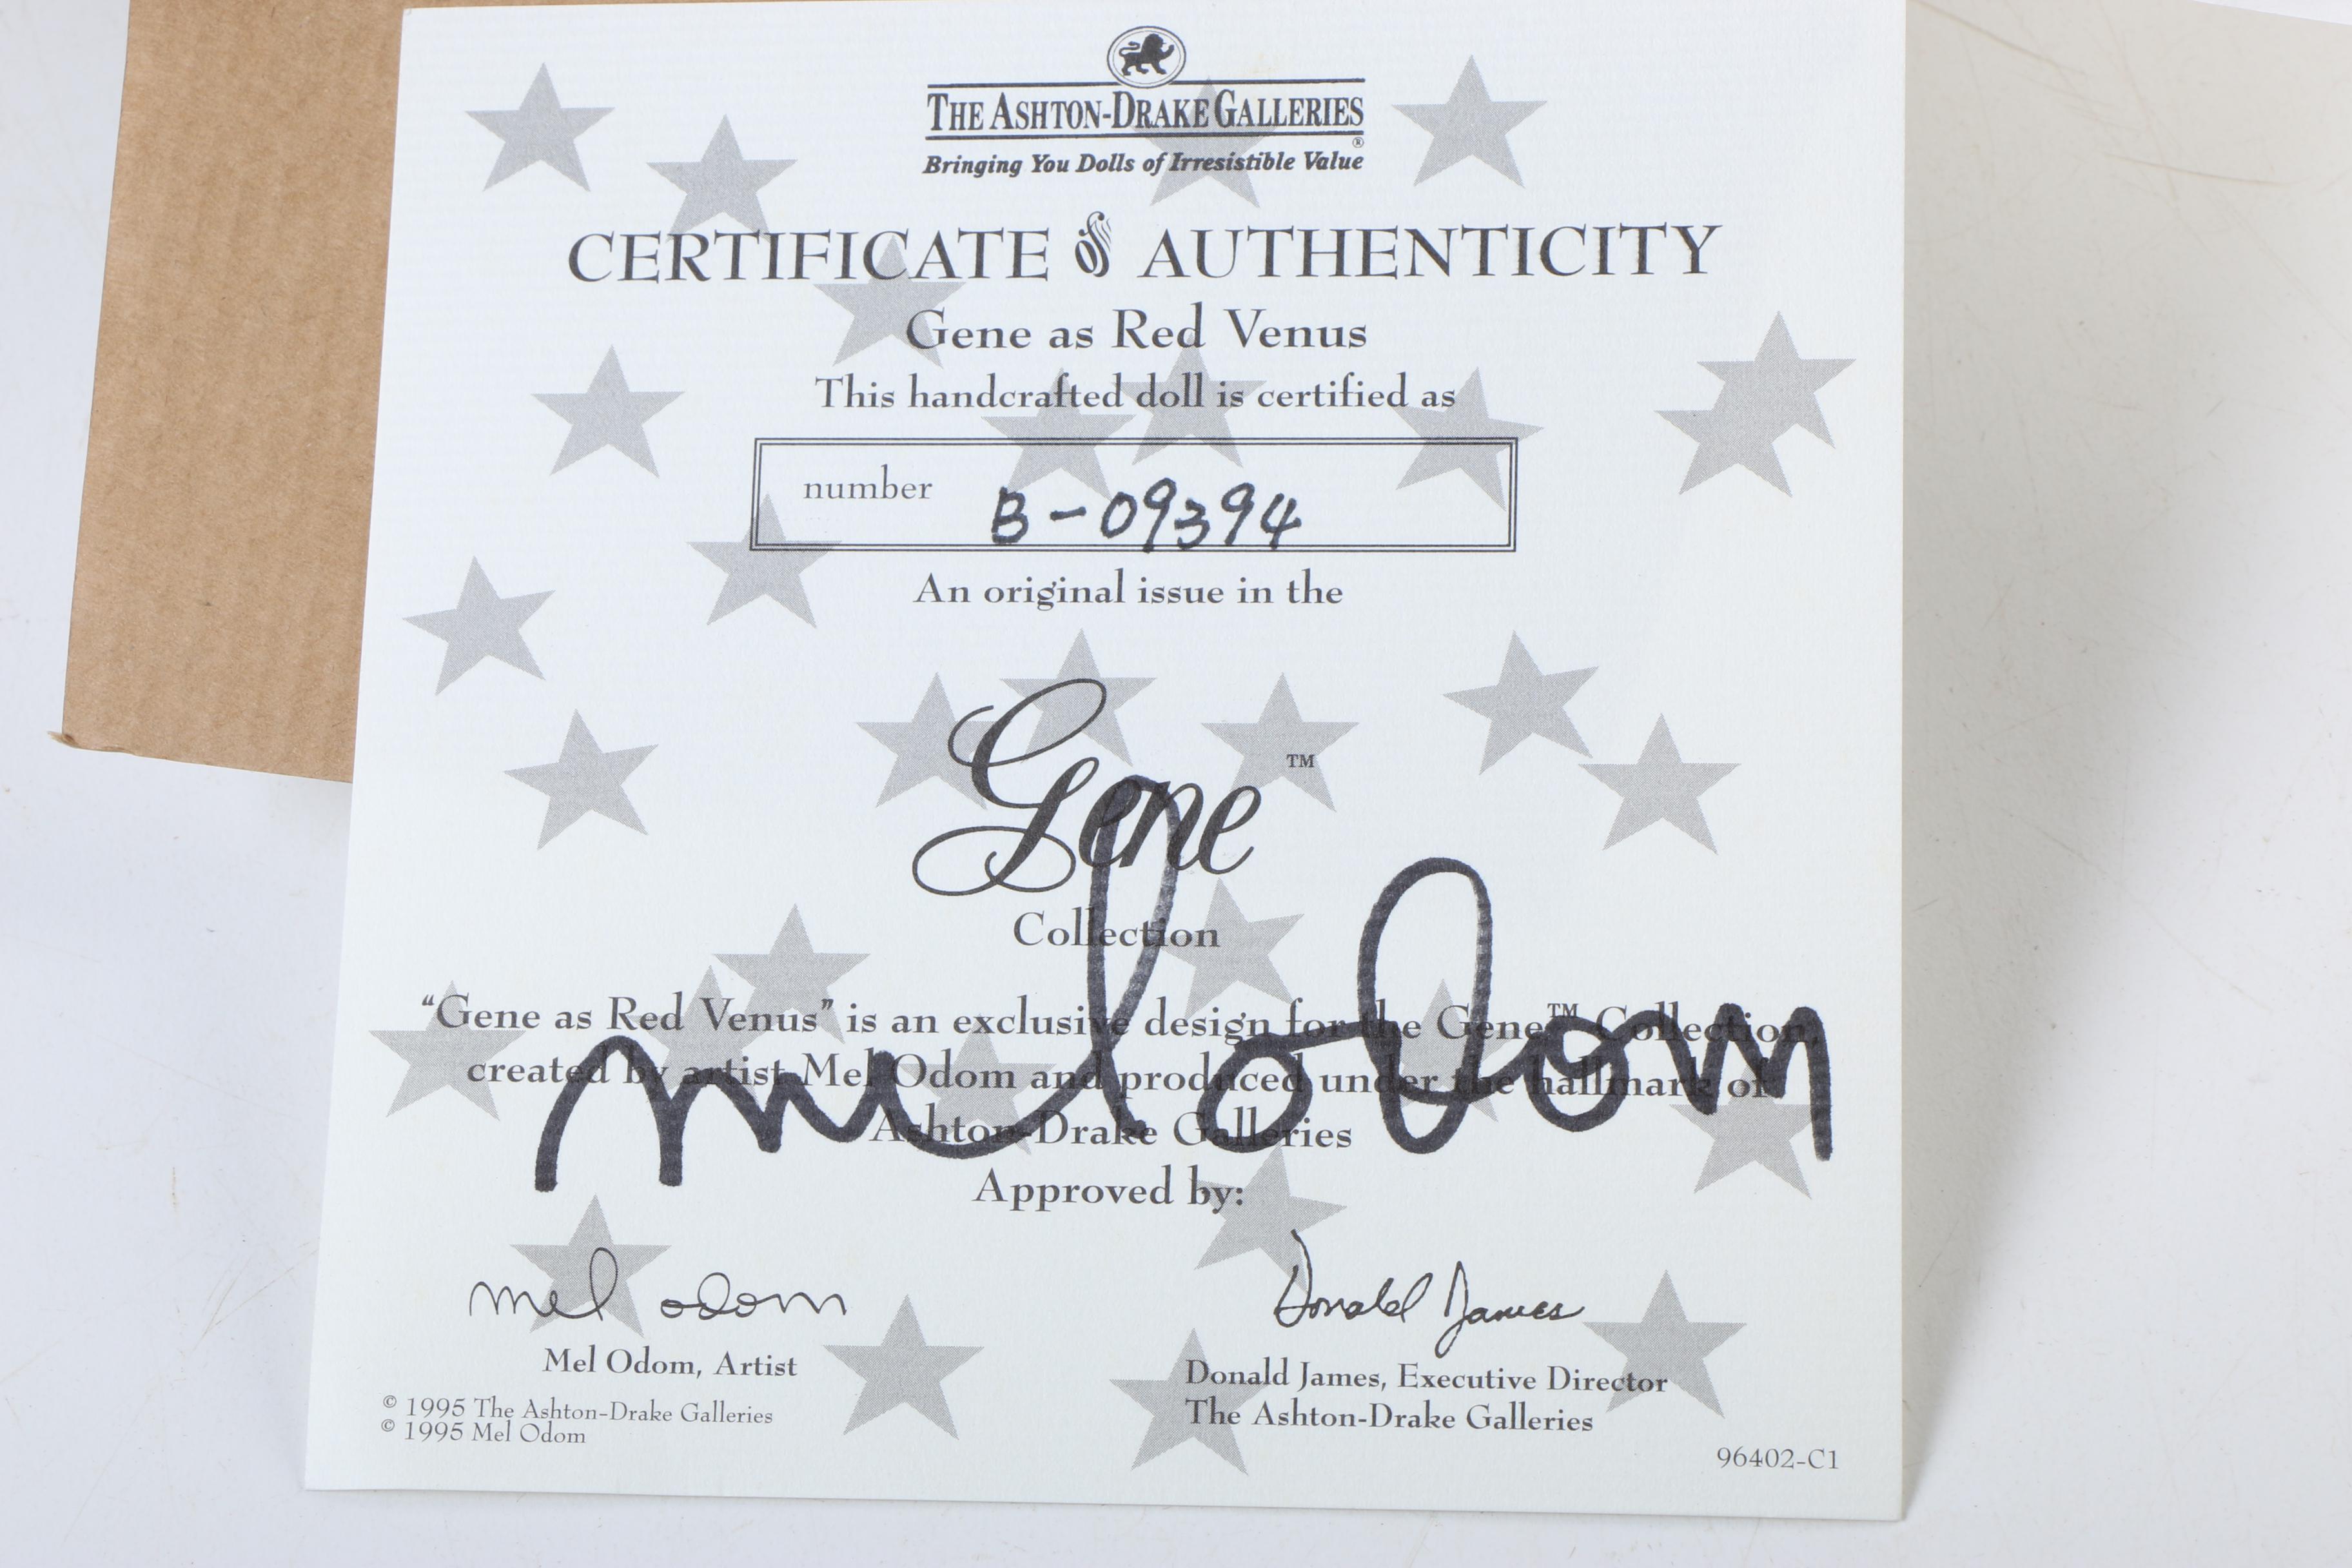 THE ASHTON-DRAKE GALLERIES
®
Bringing You Dolls of Irresistible Value
CERTIFICATE of AUTHENTICITY
Gene as Red Venus
This handcrafted doll is certified as
number B-09394
An original issue in the
Gene™
Collection
“Gene as Red Venus” is an exclusive design for the Gene™ Collection,
created by artist Mel Odom and produced under the hallmark of
Ashton-Drake Galleries
mel odom
Approved by:
mel odom
Donald James
Mel Odom, Artist
Donald James, Executive Director
The Ashton-Drake Galleries
© 1995 The Ashton-Drake Galleries
© 1995 Mel Odom
96402-C1